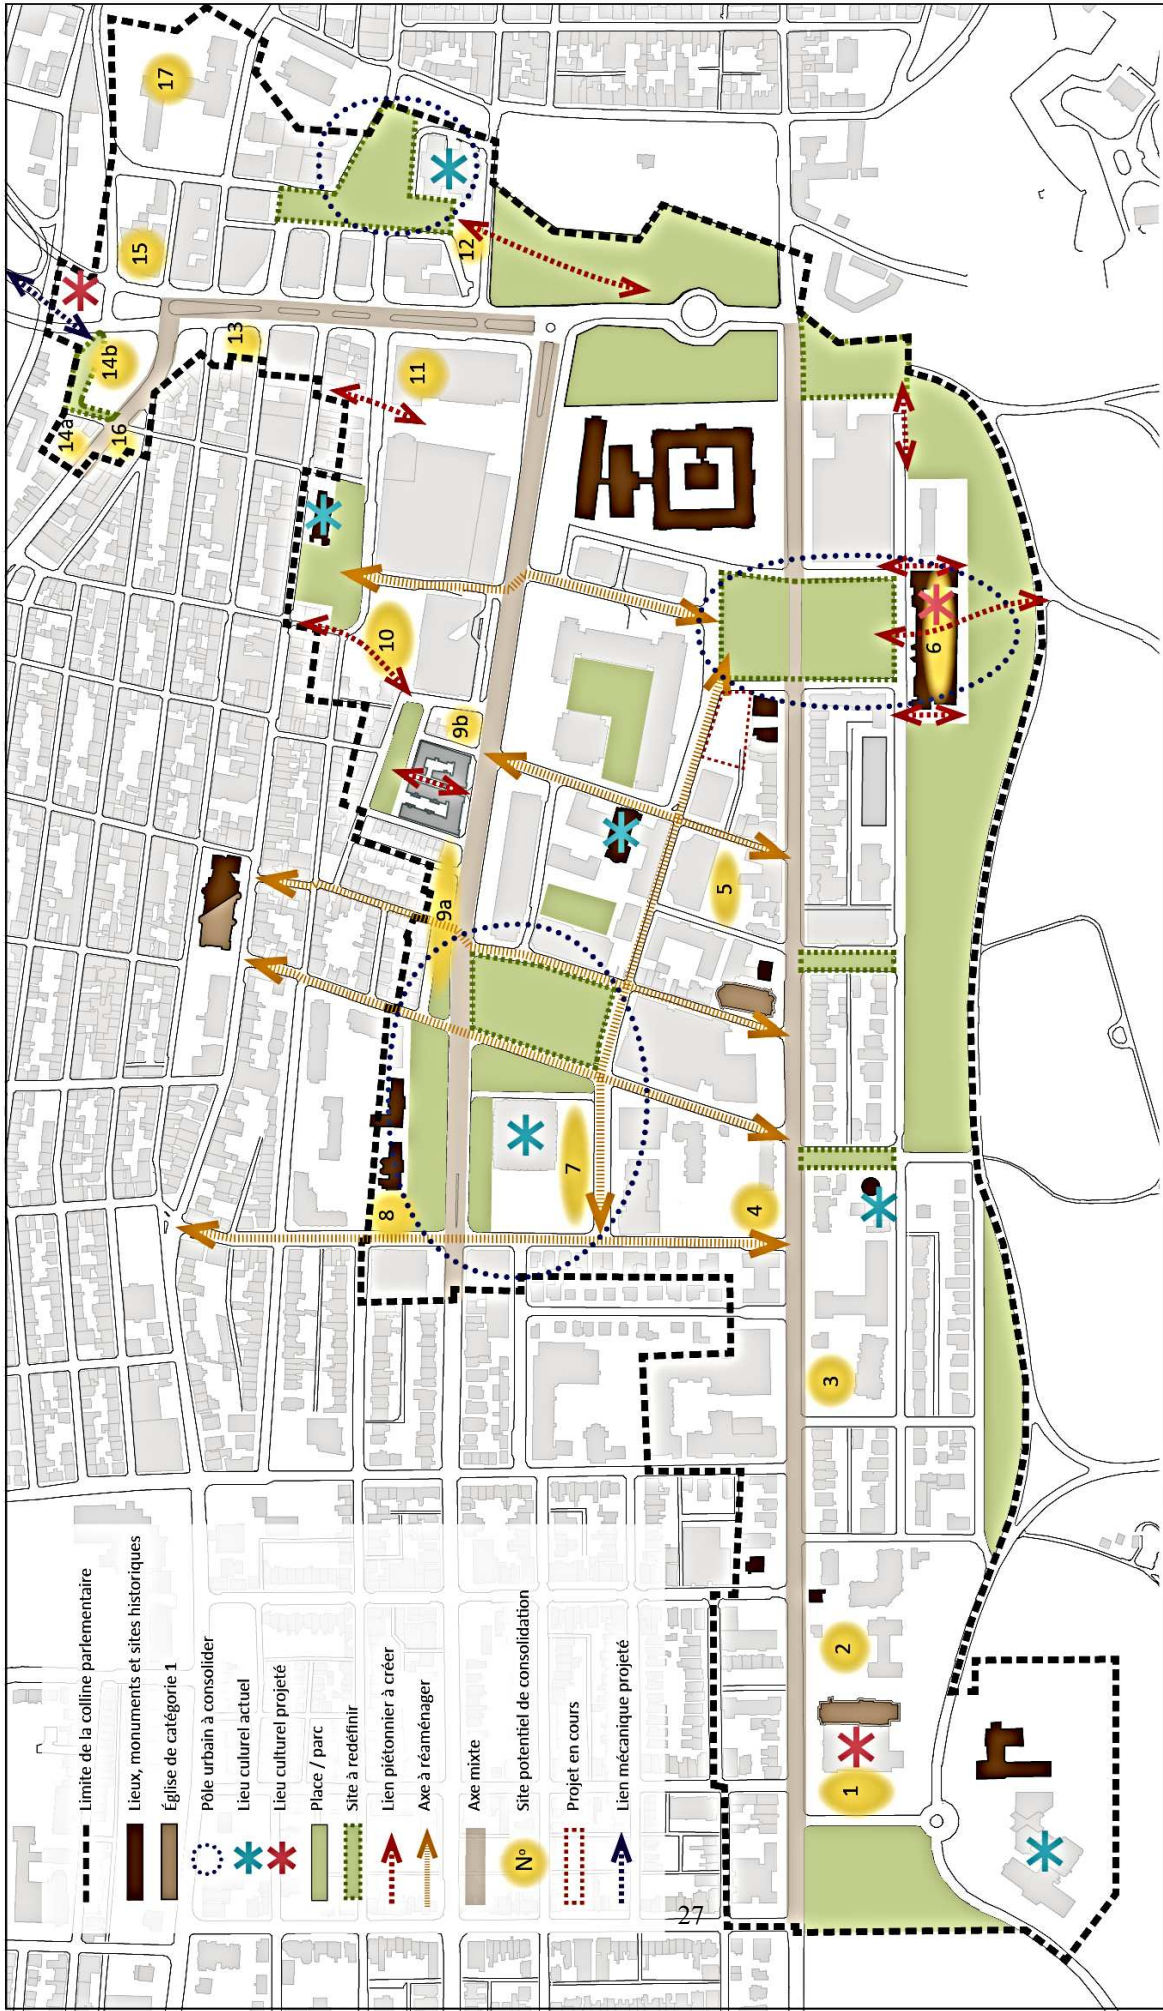 Limite de la colline parlementaire
Lieux, monuments et sites historiques
Église de catégorie 1
Pôle urbain à consolider
Lieu culurel actuel
Lieu culturel projeté
Place / parc
Site à redéfinir
Lien piétonnier à créer
Axe à réaménager
Axe mixte
Nº Site potentiel de consolidation
Projet en cours
Lien mécanique projeté
1
2
3
4
5
6
7
8
9a
9b
10
11
12
13
14a
14b
15
16
17
27